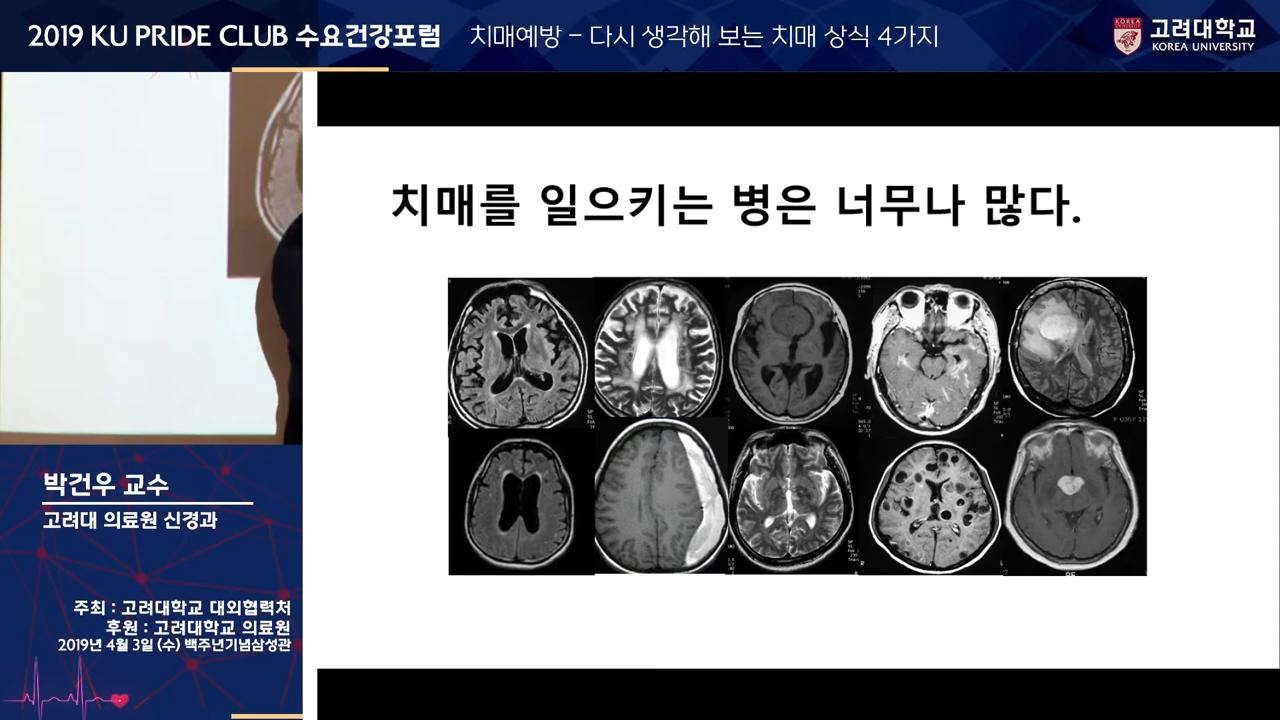 2019 KU PRIDE CLUB 수요건강포럼
치매예방 – 다시 생각해 보는 치매 상식 4가지
KOREA
고려대학교
KOREA UNIVERSITY
치매를 일으키는 병은 너무나 많다.
박건우 교수
고려대 의료원 신경과
주최 : 고려대학교 대외협력처
후원 : 고려대학교 의료원
2019년 4월 3일 (수) 백주년기념삼성관